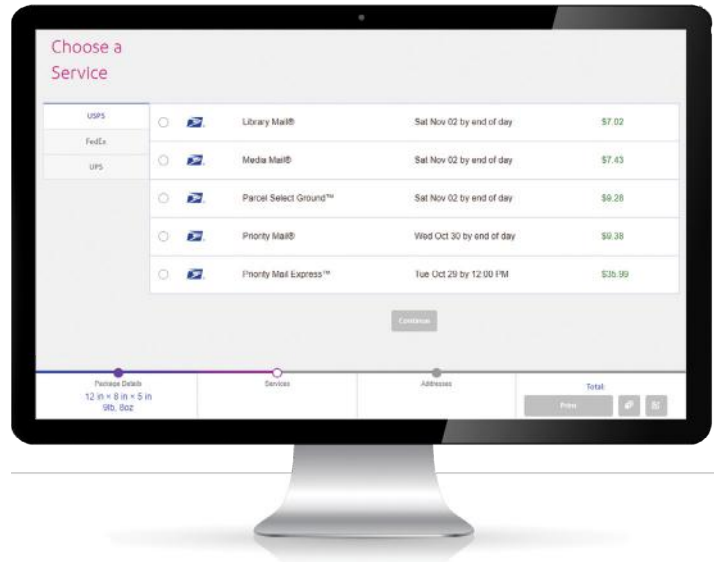 Choose a
Service
USPS
FedEx
UPS
Library Mail® Sat Nov 02 by end of day $7.02
Media Mail® Sat Nov 02 by end of day $7.43
Parcel Select Ground™ Sat Nov 02 by end of day $9.28
Priority Mail® Wed Oct 30 by end of day $9.38
Priority Mail Express™ Tue Oct 29 by 12:00 PM $35.99
Continue
Package Details
12 in × 8 in × 5 in
9lb, 8oz
Services
Addresses
Total:
Print